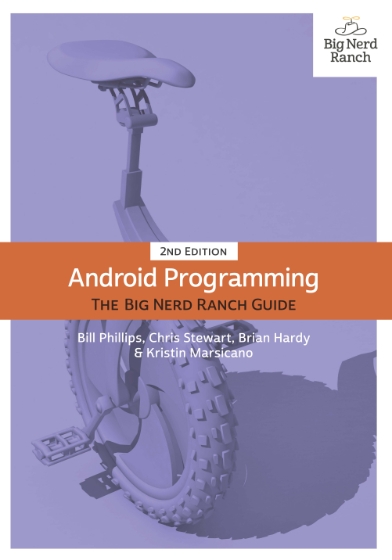 Big Nerd
Ranch
2ND EDITION
Android Programming
THE BIG NERD RANCH GUIDE
Bill Phillips, Chris Stewart, Brian Hardy
& Kristin Marsicano